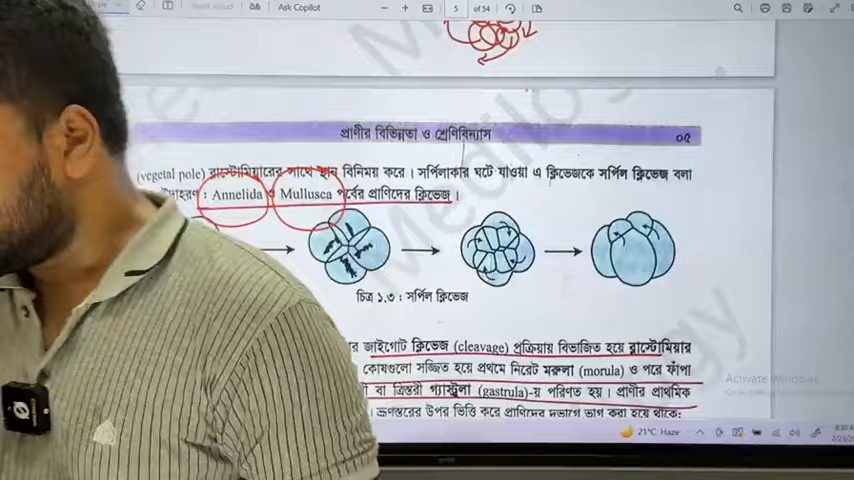 Ask Copilot
5 of 54
প্রাণীর বিভিন্নতা ও শ্রেণিবিন্যাস ০৫
(vegetal pole) ব্লাস্টোমিয়ারের সাথে স্থান বিনিময় করে। সর্পিলাকার ঘটে যাওয়া এ ক্লিভেজকে সর্পিল ক্লিভেজ বলা
: Annelida ও Mullusca পর্বের প্রাণিদের ক্লিভেজ।
চিত্র ১.৩ : সর্পিল ক্লিভেজ
জাইগোট ক্লিভেজ (cleavage) প্রক্রিয়ায় বিভাজিত হয়ে ব্লাস্টোমিয়ার
কোষগুলো সজ্জিত হয়ে প্রথমে নিরেট মরুলা (morula) ও পরে ফাঁপা
বা ত্রিস্তরী গ্যাস্ট্রুলা (gastrula)-য় পরিণত হয়। প্রাণীর প্রাথমিক
। ভ্রূণস্তরের উপর ভিত্তি করে প্রাণিদের দুভাগে ভাগ করা হয়ে থাকে:
Activate Windows
21°C Haze